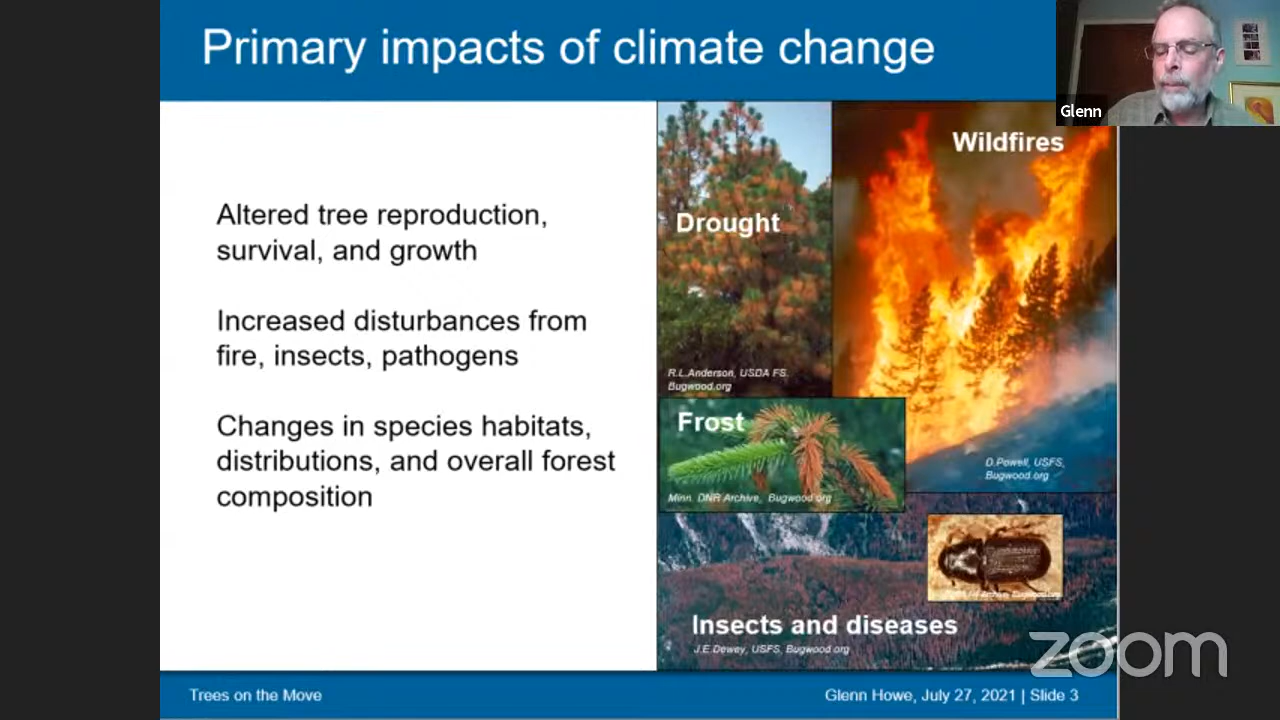 Primary impacts of climate change
Glenn
Altered tree reproduction,
survival, and growth
Increased disturbances from
fire, insects, pathogens
Changes in species habitats,
distributions, and overall forest
composition
Drought
R.L.Anderson, USDA FS.
Bugwood.org
Wildfires
D.Powell, USFS,
Bugwood.org
Frost
Minn. DNR Archive, Bugwood.org
Insects and diseases
J.E.Dewey, USFS, Bugwood.org
zoom
Trees on the Move
Glenn Howe, July 27, 2021 | Slide 3